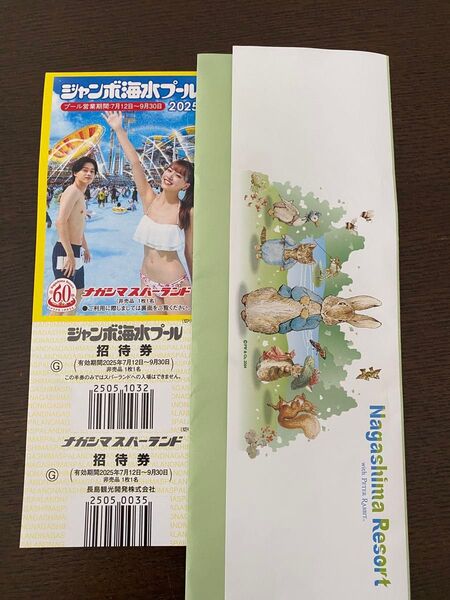 ジャンボ海水プール
プール営業期間:7月12日〜9月30日
2025
60
ナガシマスパーランド
非売品 1枚1名
●ご利用に際しましては裏面をご覧ください。
ジャンボ海水プール
招待券
G
(有効期間2025年7月12日〜9月30日)
非売品 1枚1名
この半券のみではスパーランドへの入場はできません。
2505 1032
ナガシマスパーランド
招待券
G
(有効期間2025年7月12日〜9月30日)
非売品 1枚1名
長島観光開発株式会社
2505 0035
Nagashima Resort
with PETER RABBIT